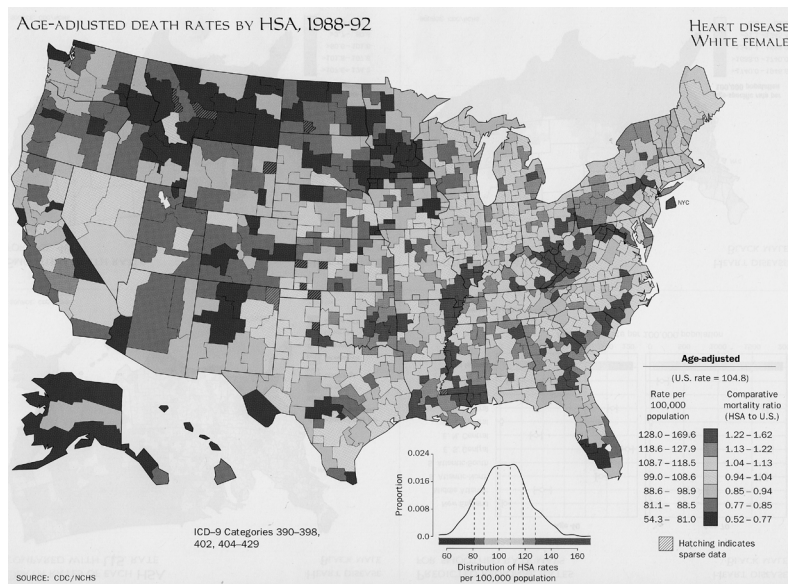 AGE-ADJUSTED DEATH RATES BY HSA, 1988-92
HEART DISEASE
WHITE FEMALE
NYC
Age-adjusted
(U.S. rate = 104.8)
Rate per
100,000
population
Comparative
mortality ratio
(HSA to U.S.)
128.0 – 169.6 1.22 – 1.62
118.6 – 127.9 1.13 – 1.22
108.7 – 118.5 1.04 – 1.13
99.0 – 108.6 0.94 – 1.04
88.6 – 98.9 0.85 – 0.94
81.1 – 88.5 0.77 – 0.85
54.3 – 81.0 0.52 – 0.77
Hatching indicates
sparse data
0.024
0.016
0.008
0.0
Proportion
60 80 100 120 140 160
Distribution of HSA rates
per 100,000 population
ICD–9 Categories 390–398,
402, 404–429
SOURCE: CDC/NCHS